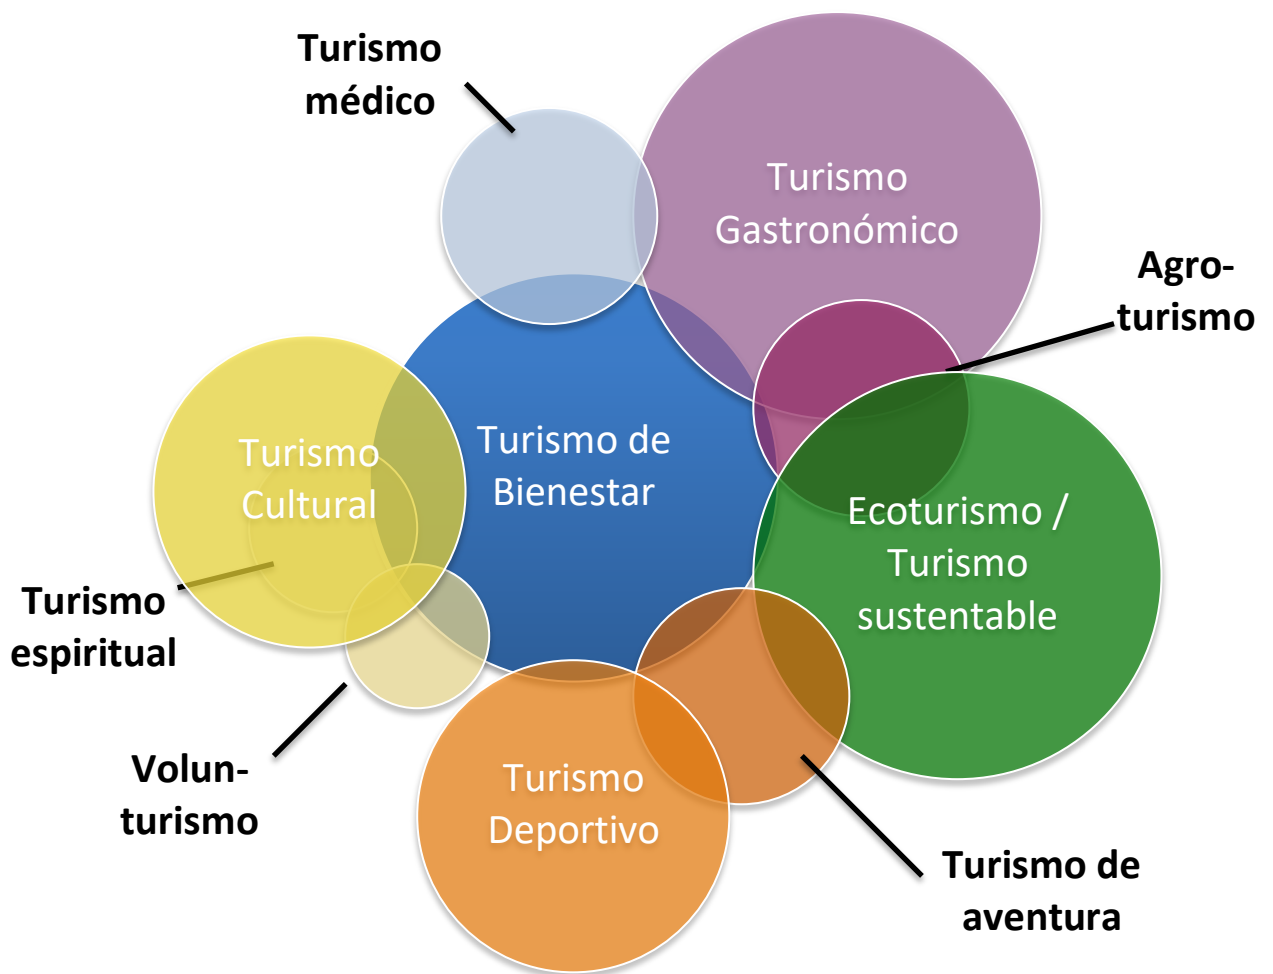 Turismo
médico
Turismo
Gastronómico
Agro-
turismo
Turismo de
Bienestar
Turismo
Cultural
Ecoturismo /
Turismo
sustentable
Turismo
espiritual
Volun-
turismo
Turismo
Deportivo
Turismo de
aventura